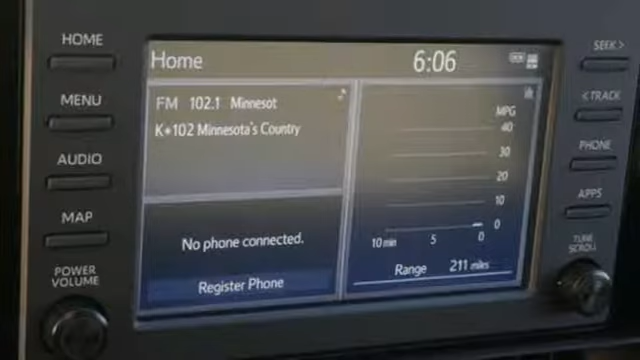 HOME
MENU
AUDIO
MAP
POWER
VOLUME
Home
6:06
FM 102.1 Minnesot
K•102 Minnesota's Country
No phone connected.
Register Phone
MPG
40
30
20
10
0
10 min 5 0
Range 211 miles
SEEK >
< TRACK
PHONE
APPS
TUNE
SCROLL